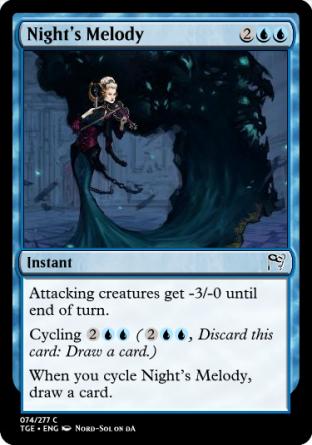 Night's Melody 2
Instant
Attacking creatures get -3/-0 until
end of turn.
Cycling 2 ( 2 , Discard this
card: Draw a card.)
When you cycle Night's Melody,
draw a card.
074/277 C
TGE • ENG Nord-Sol on dA